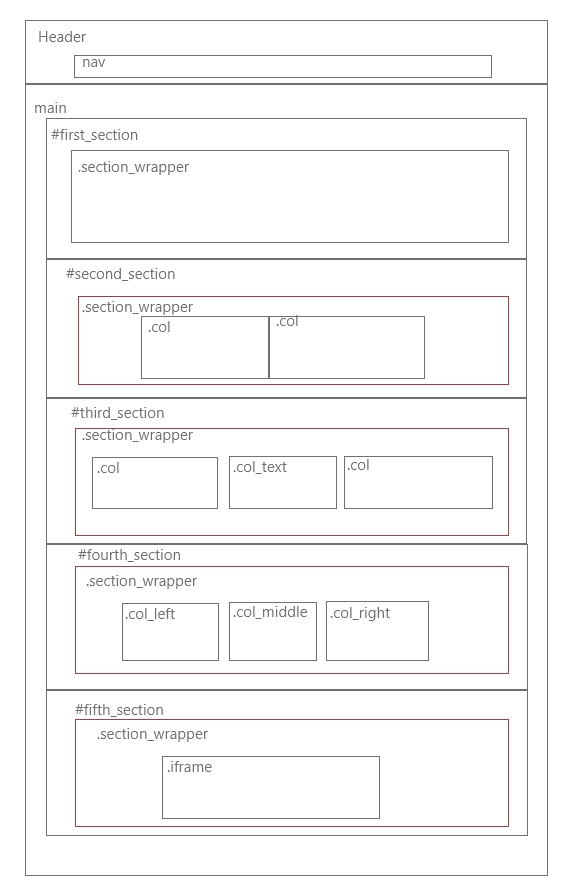 Header
nav
main
#first_section
.section_wrapper
#second_section
.section_wrapper
.col
.col
#third_section
.section_wrapper
.col
.col_text
.col
#fourth_section
.section_wrapper
.col_left
.col_middle
.col_right
#fifth_section
.section_wrapper
.iframe